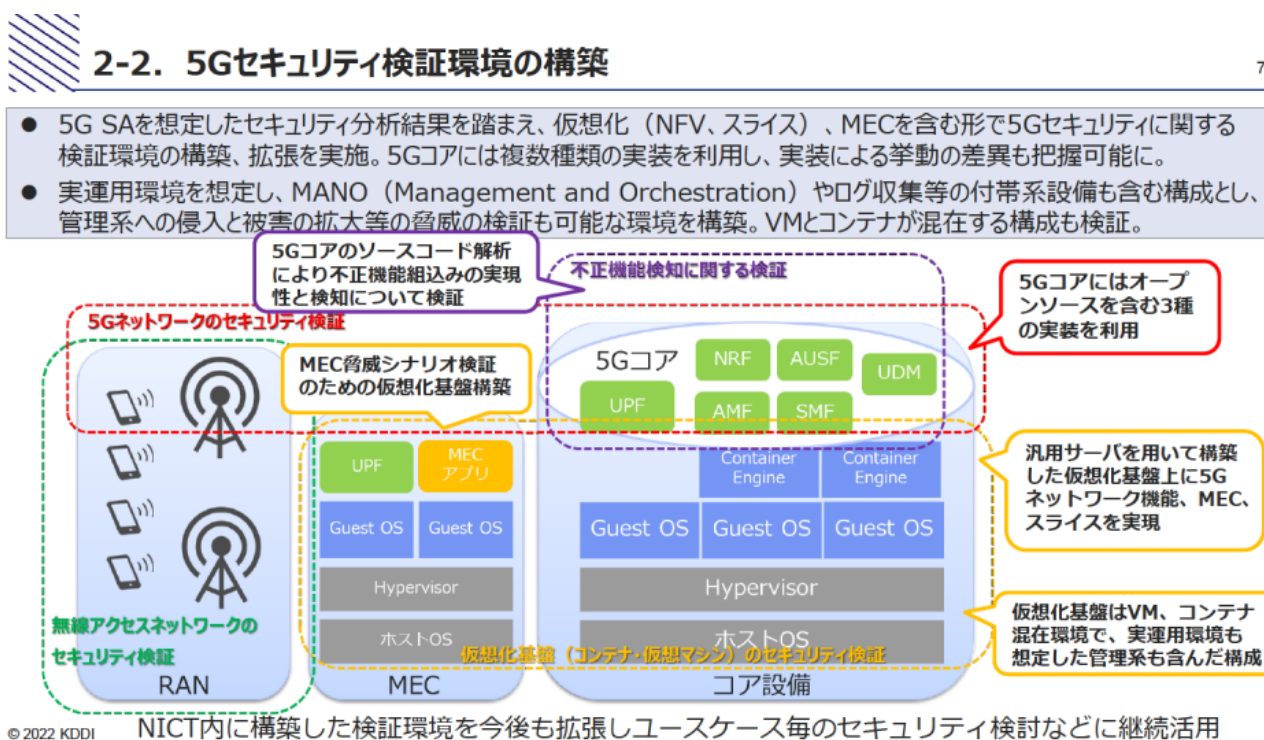 2-2. 5Gセキュリティ検証環境の構築
7
● 5G SAを想定したセキュリティ分析結果を踏まえ、仮想化（NFV、スライス）、MECを含む形で5Gセキュリティに関する
検証環境の構築、拡張を実施。5Gコアには複数種類の実装を利用し、実装による挙動の差異も把握可能に。
● 実運用環境を想定し、MANO（Management and Orchestration）やログ収集等の付帯系設備も含む構成とし、
管理系への侵入と被害の拡大等の脅威の検証も可能な環境を構築。VMとコンテナが混在する構成も検証。
5Gコアのソースコード解析
により不正機能組込みの実現
性と検知について検証
不正機能検知に関する検証
5Gコアにはオープ
ンソースを含む3種
の実装を利用
5Gネットワークのセキュリティ検証
MEC脅威シナリオ検証
のための仮想化基盤構築
5Gコア
NRF
AUSF
UDM
UPF
AMF
SMF
UPF
MEC
アプリ
Container
Engine
Container
Engine
汎用サーバを用いて構築
した仮想化基盤上に5G
ネットワーク機能、MEC、
スライスを実現
Guest OS
Guest OS
Guest OS
Guest OS
Guest OS
Hypervisor
Hypervisor
無線アクセスネットワークの
セキュリティ検証
ホストOS
ホストOS
仮想化基盤（コンテナ・仮想マシン）のセキュリティ検証
仮想化基盤はVM、コンテナ
混在環境で、実運用環境も
想定した管理系も含んだ構成
RAN
MEC
コア設備
© 2022 KDDI
NICT内に構築した検証環境を今後も拡張しユースケース毎のセキュリティ検討などに継続活用